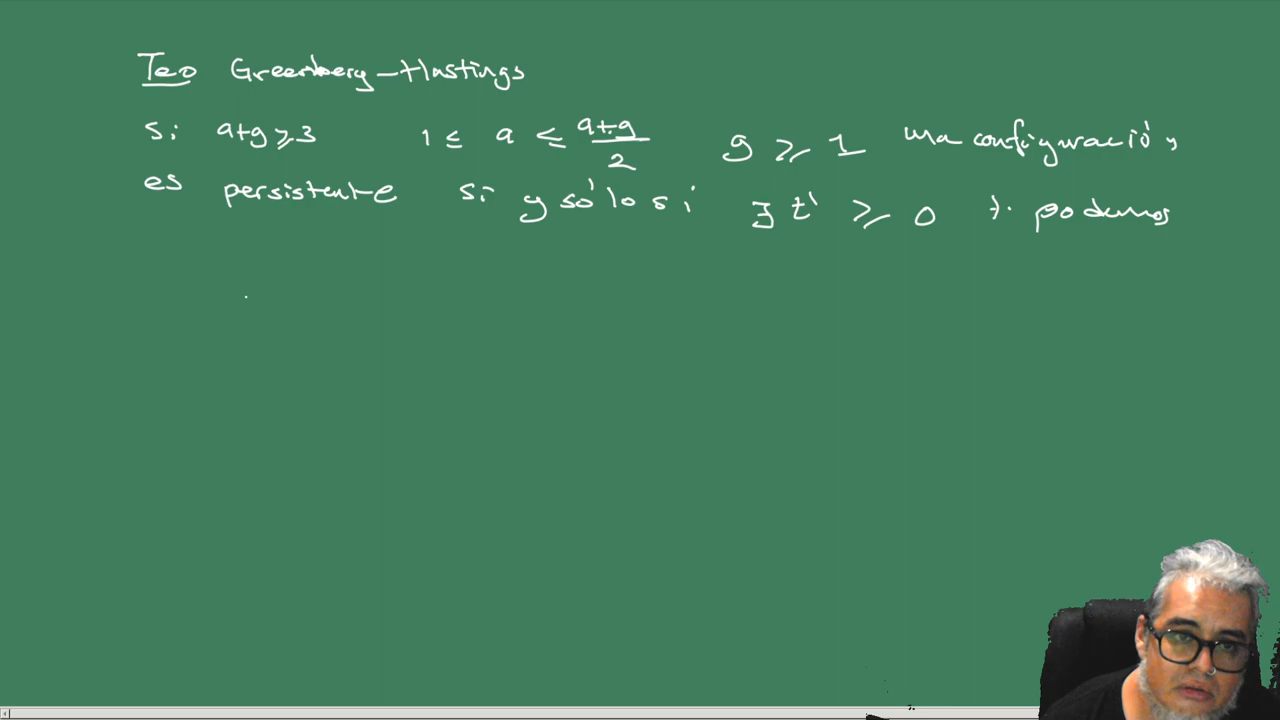 Teo Greenberg-Hastings
Si a+g ≥ 3 1 ≤ a ≤ (a+g)/2 g ≥ 1 una configuración
es persistente si y sólo si ∃ t' ≥ 0 t. podemos